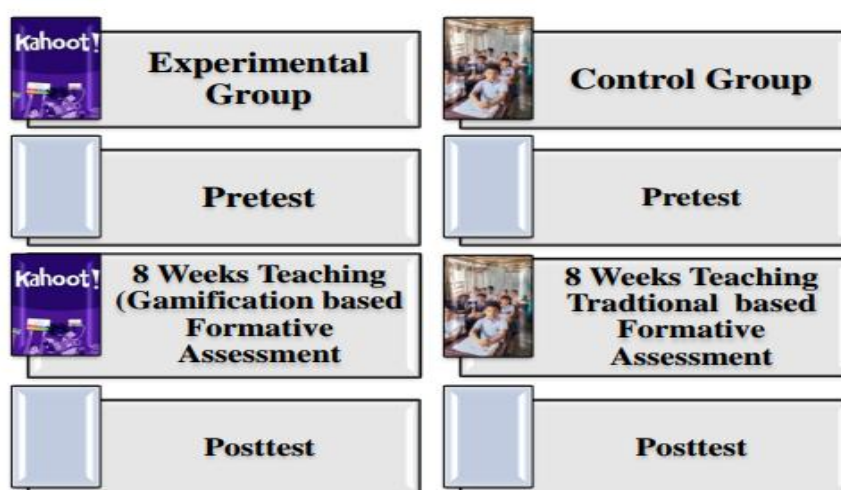 Kahoot!
Experimental
Group
Control Group
Pretest
Pretest
Kahoot!
8 Weeks Teaching
(Gamification based
Formative
Assessment
8 Weeks Teaching
Tradtional based
Formative
Assessment
Posttest
Posttest